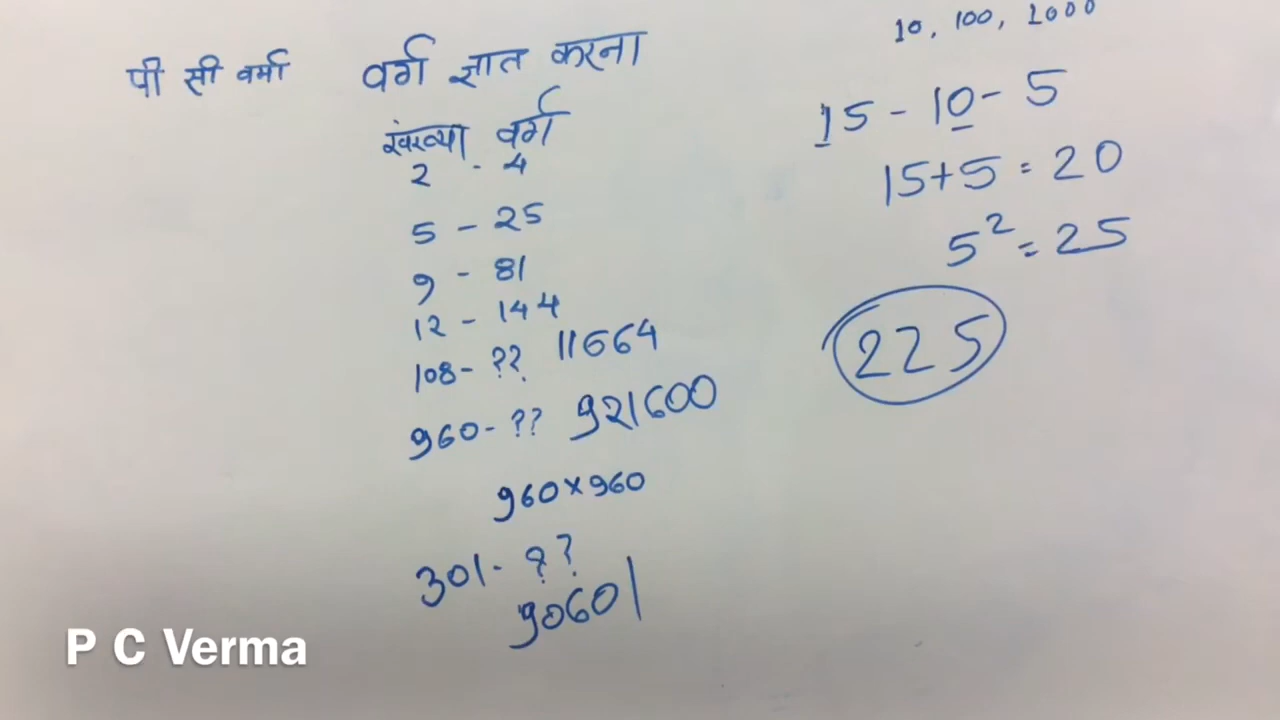 पी सी वर्मा
वर्ग ज्ञात करना
संख्या वर्ग
2 - 4
5 - 25
9 - 81
12 - 144
108 - ?? 11664
960 - ?? 921600
960×960
301 - ??
90601
10, 100, 1000
15 - 10 - 5
15+5 = 20
5² = 25
225
P C Verma